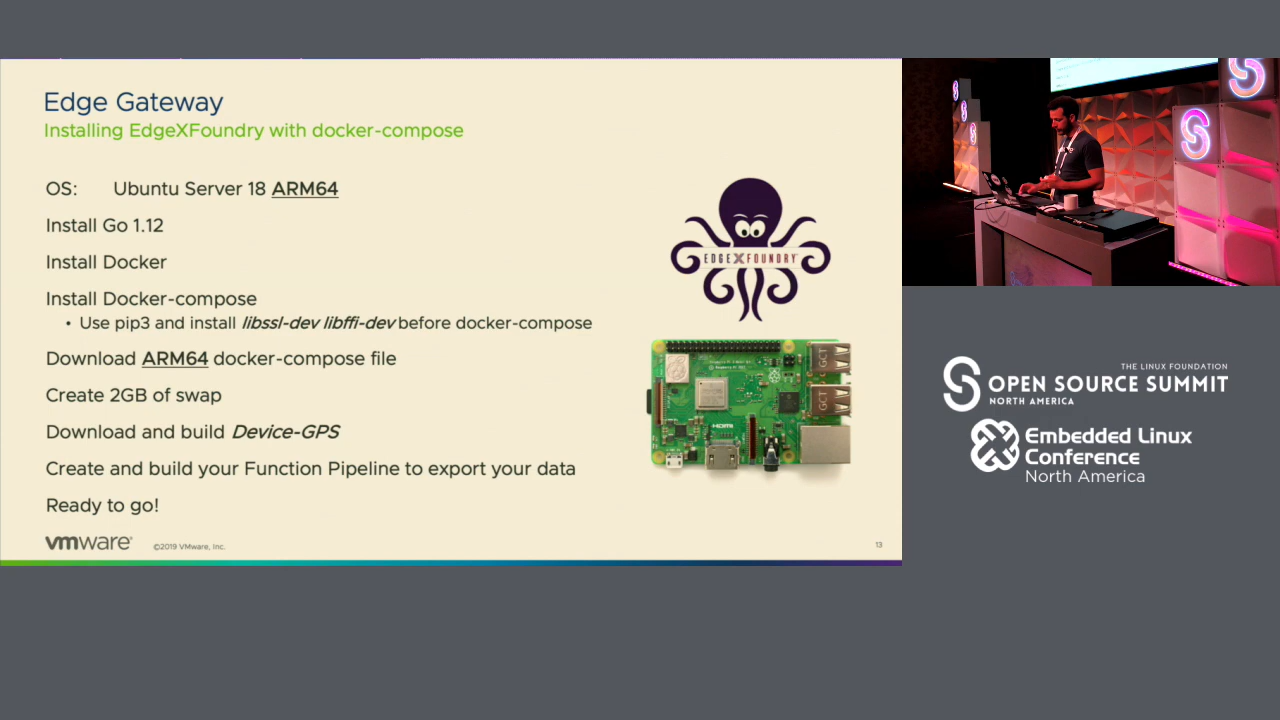 Edge Gateway
Installing EdgeXFoundry with docker-compose
OS: Ubuntu Server 18 ARM64
Install Go 1.12
Install Docker
Install Docker-compose
• Use pip3 and install libssl-dev libffi-dev before docker-compose
Download ARM64 docker-compose file
Create 2GB of swap
Download and build Device-GPS
Create and build your Function Pipeline to export your data
Ready to go!
vmware®
©2019 VMware, Inc.
13
EDGE X FOUNDRY
GCT
GCT
HDMI
THE LINUX FOUNDATION
OPEN SOURCE SUMMIT
NORTH AMERICA
Embedded Linux
Conference
North America